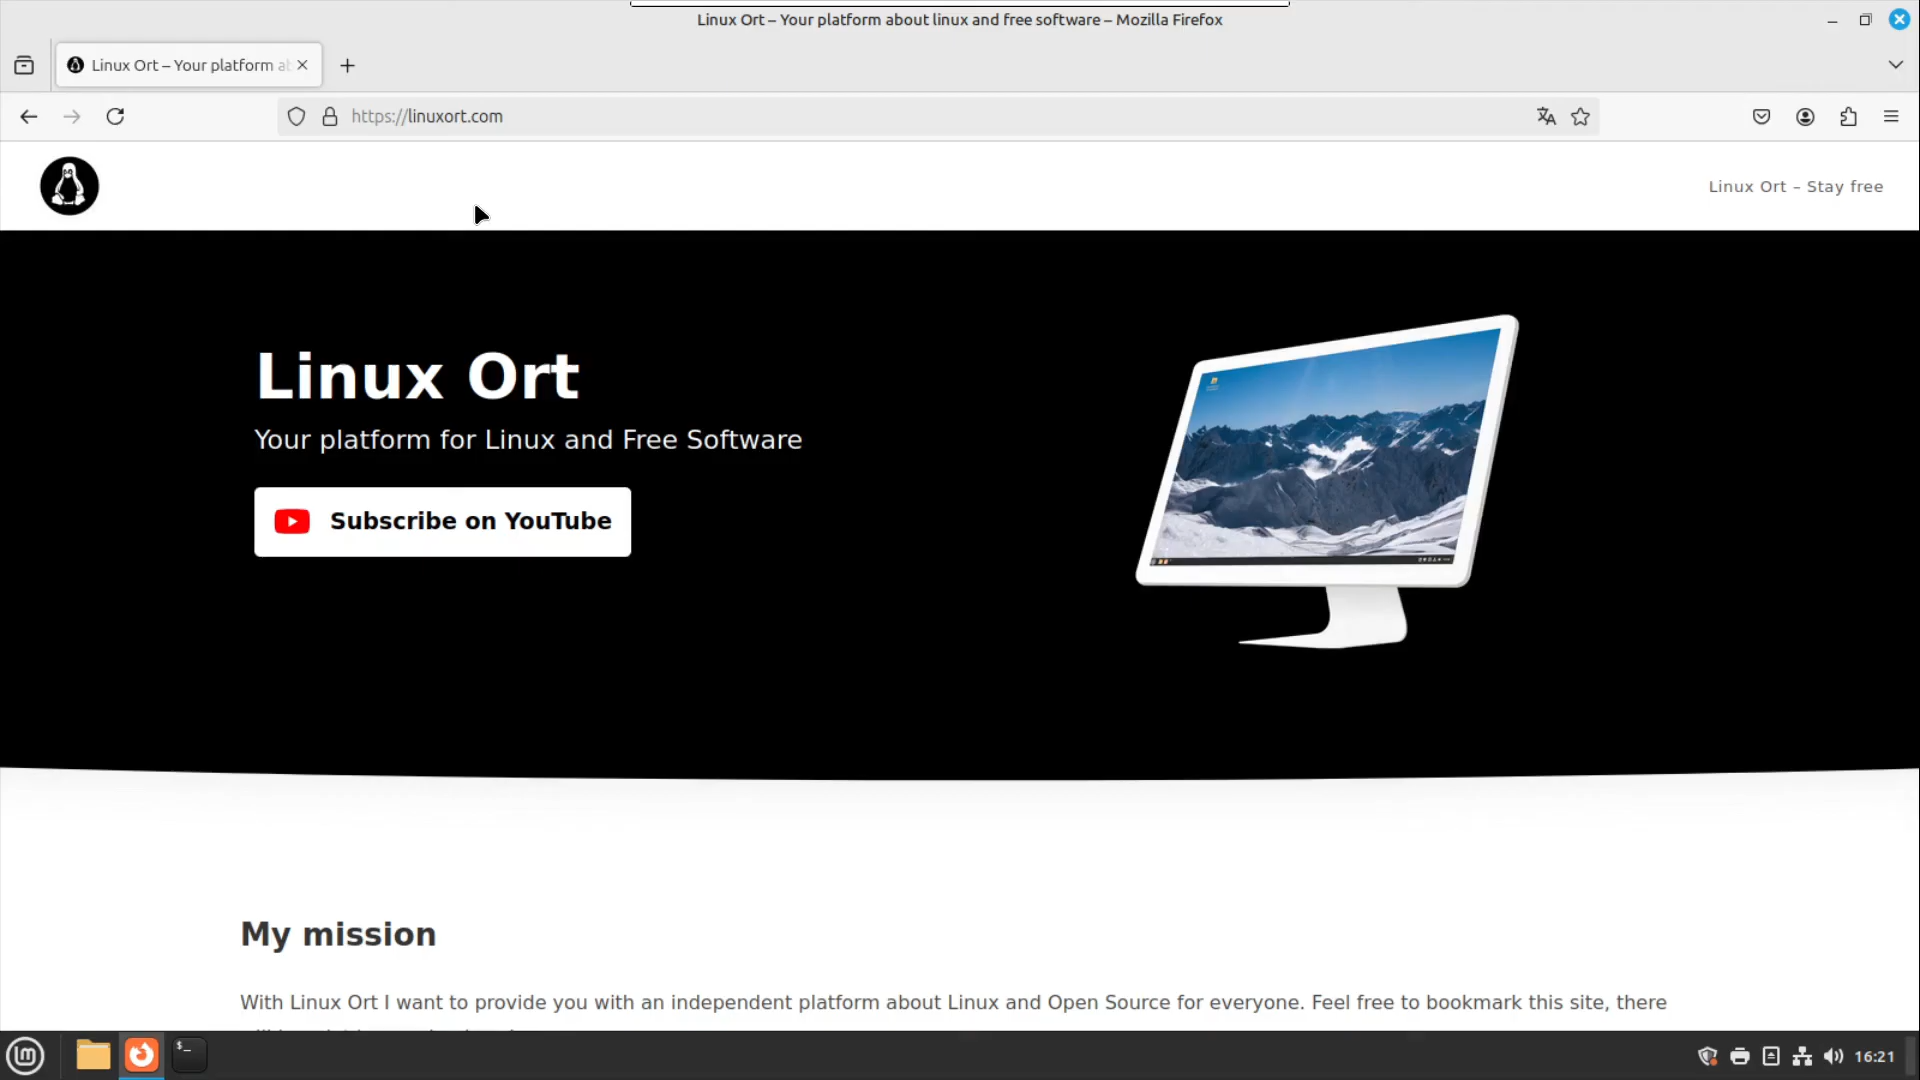 Linux Ort – Your platform about linux and free software – Mozilla Firefox
Linux Ort – Your platform ab
https://linuxort.com
Linux Ort – Stay free
Linux Ort
Your platform for Linux and Free Software
Subscribe on YouTube
My mission
With Linux Ort I want to provide you with an independent platform about Linux and Open Source for everyone. Feel free to bookmark this site, there
16:21